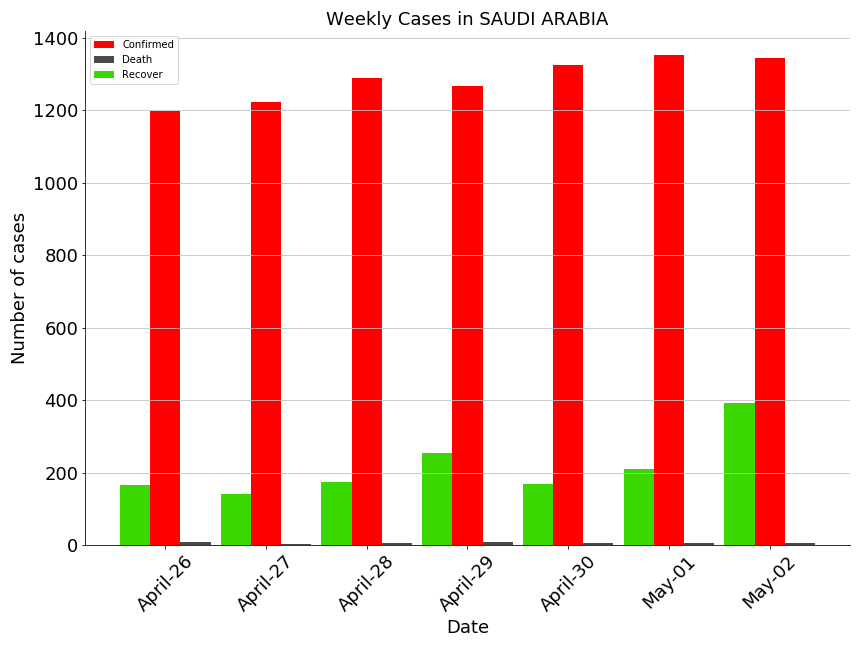 Weekly Cases in SAUDI ARABIA
Confirmed
Death
Recover
Number of cases
1400
1200
1000
800
600
400
200
0
April-26
April-27
April-28
April-29
April-30
May-01
May-02
Date